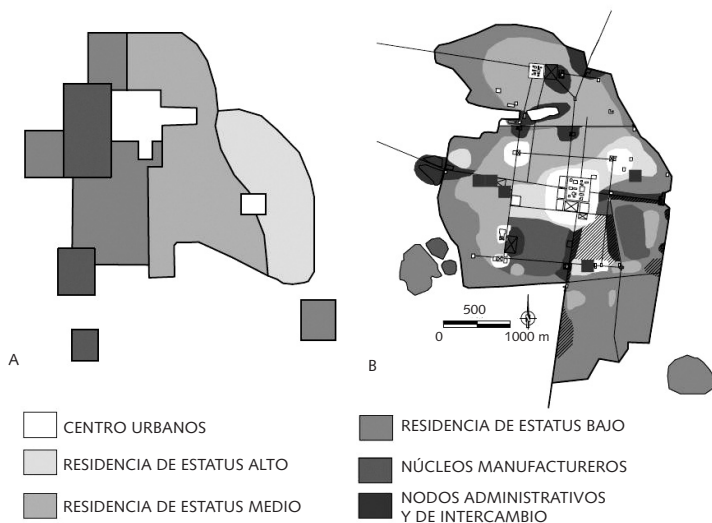 A
B
500
0
1000 m
CENTRO URBANOS
RESIDENCIA DE ESTATUS ALTO
RESIDENCIA DE ESTATUS MEDIO
RESIDENCIA DE ESTATUS BAJO
NÚCLEOS MANUFACTUREROS
NODOS ADMINISTRATIVOS
Y DE INTERCAMBIO